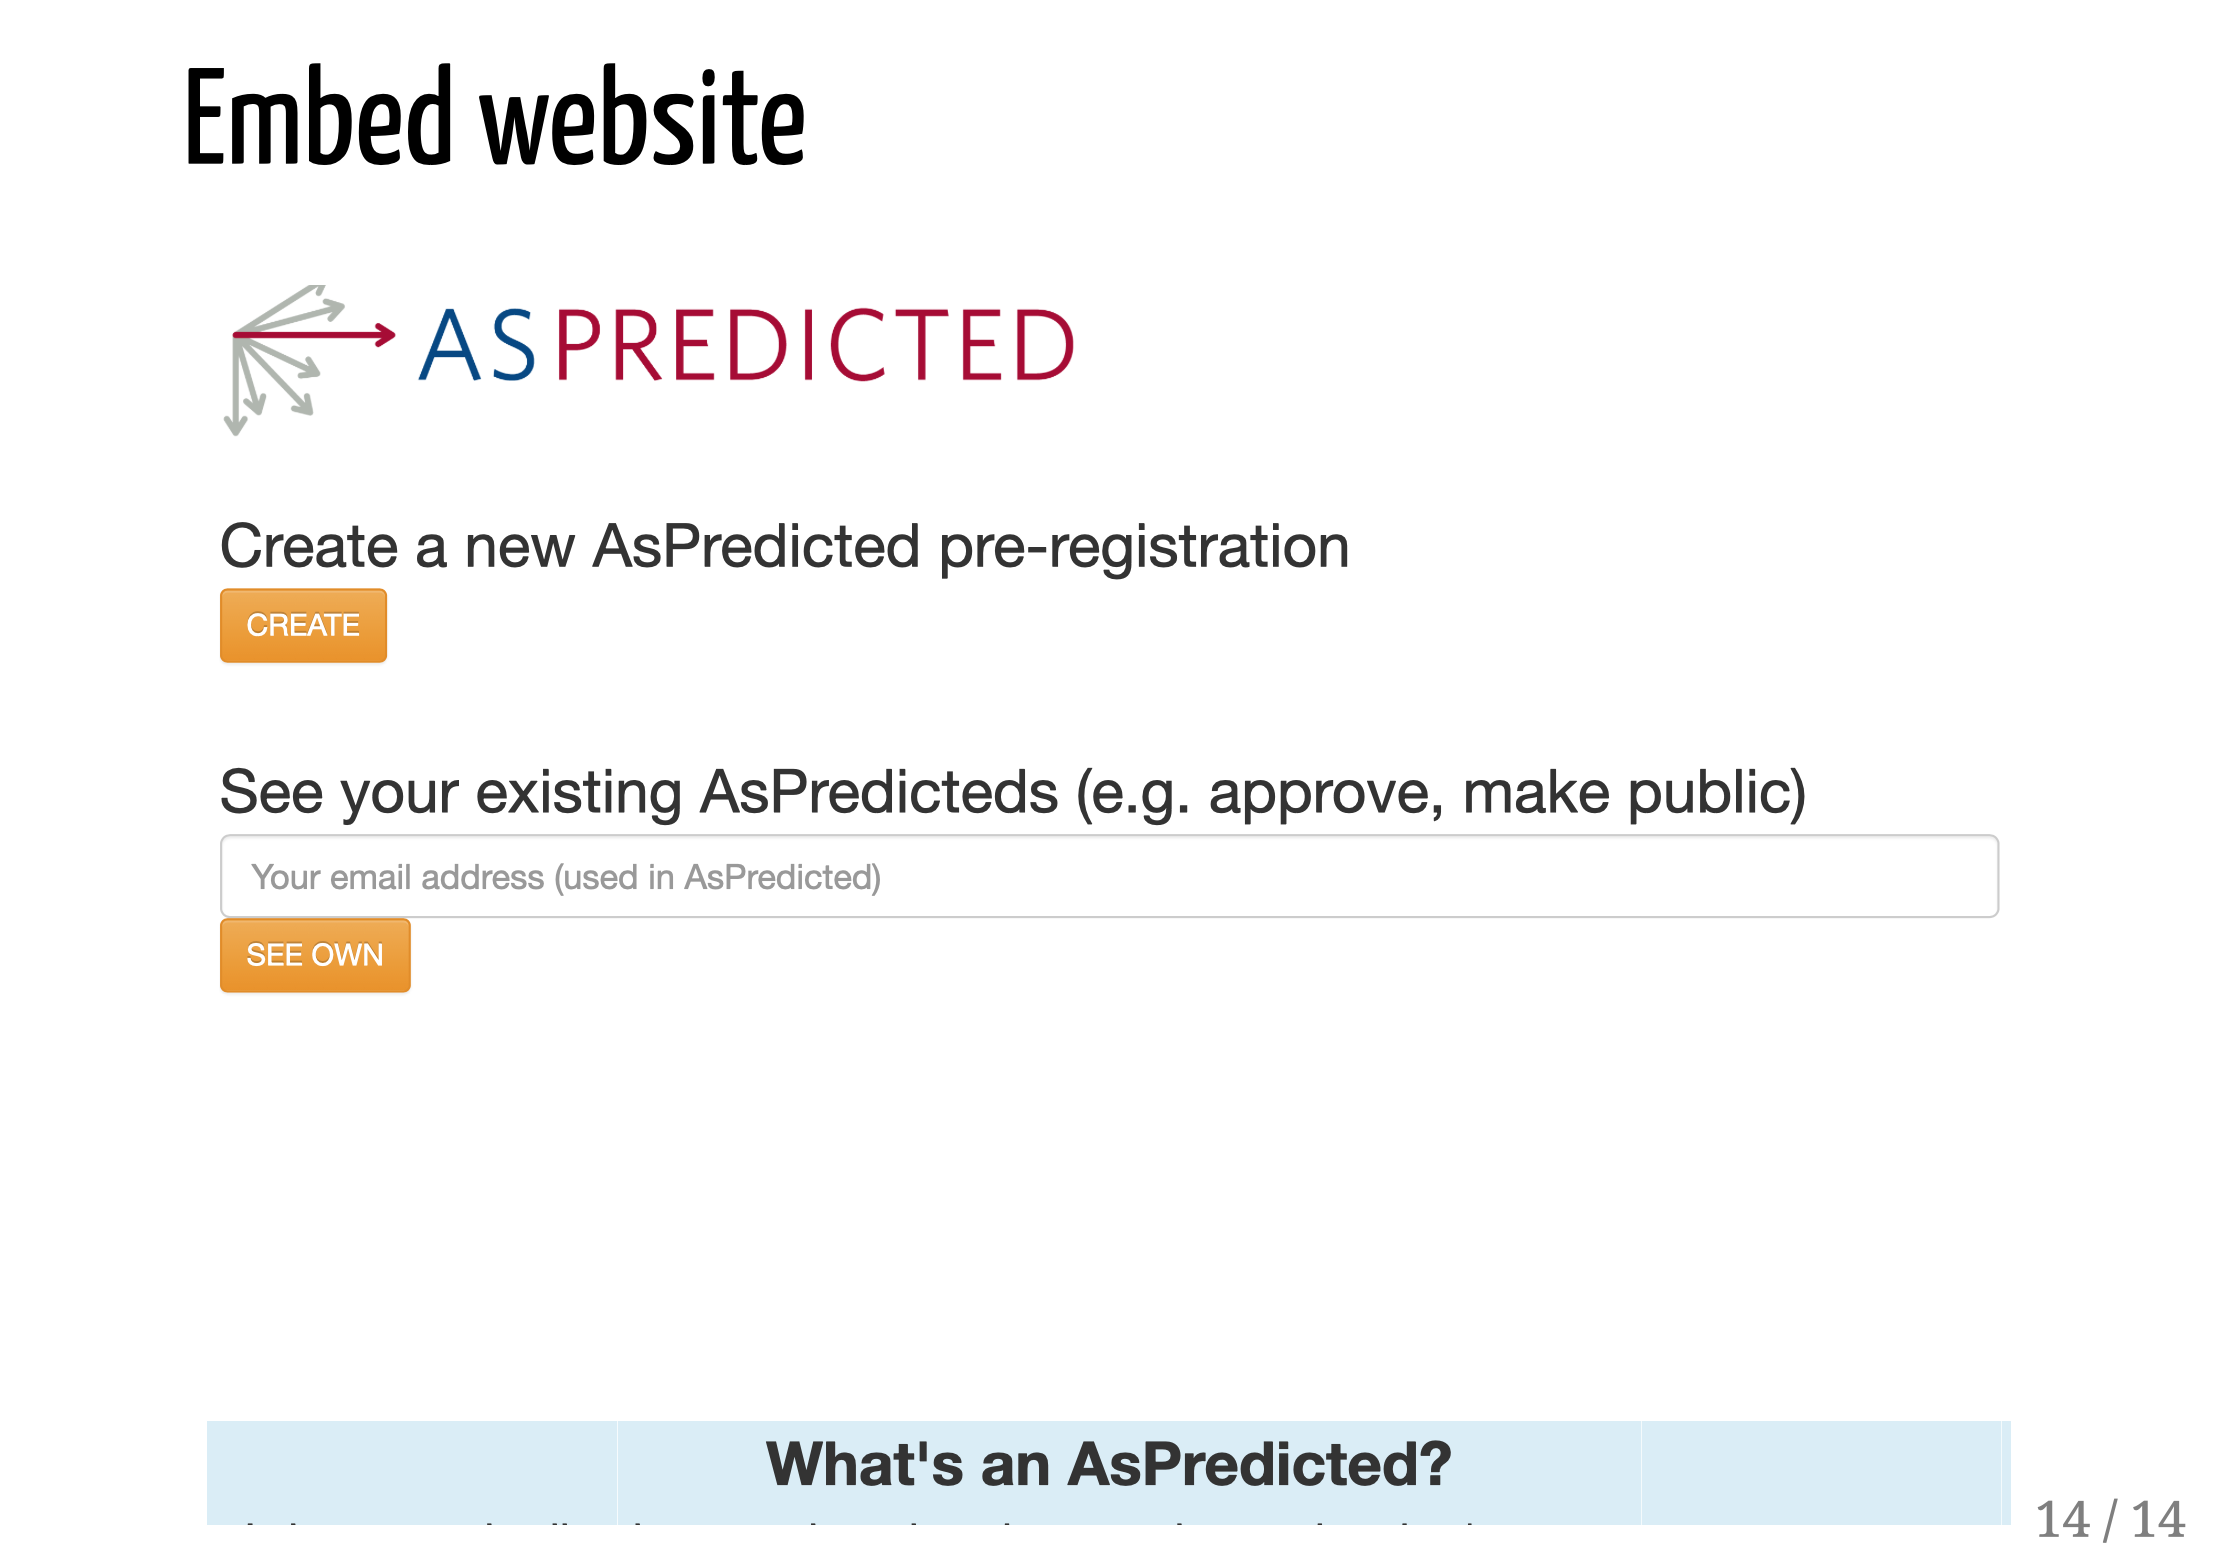 Embed website
ASPREDICTED
Create a new AsPredicted pre-registration
CREATE
See your existing AsPredicteds (e.g. approve, make public)
Your email address (used in AsPredicted)
SEE OWN
What's an AsPredicted?
14 / 14